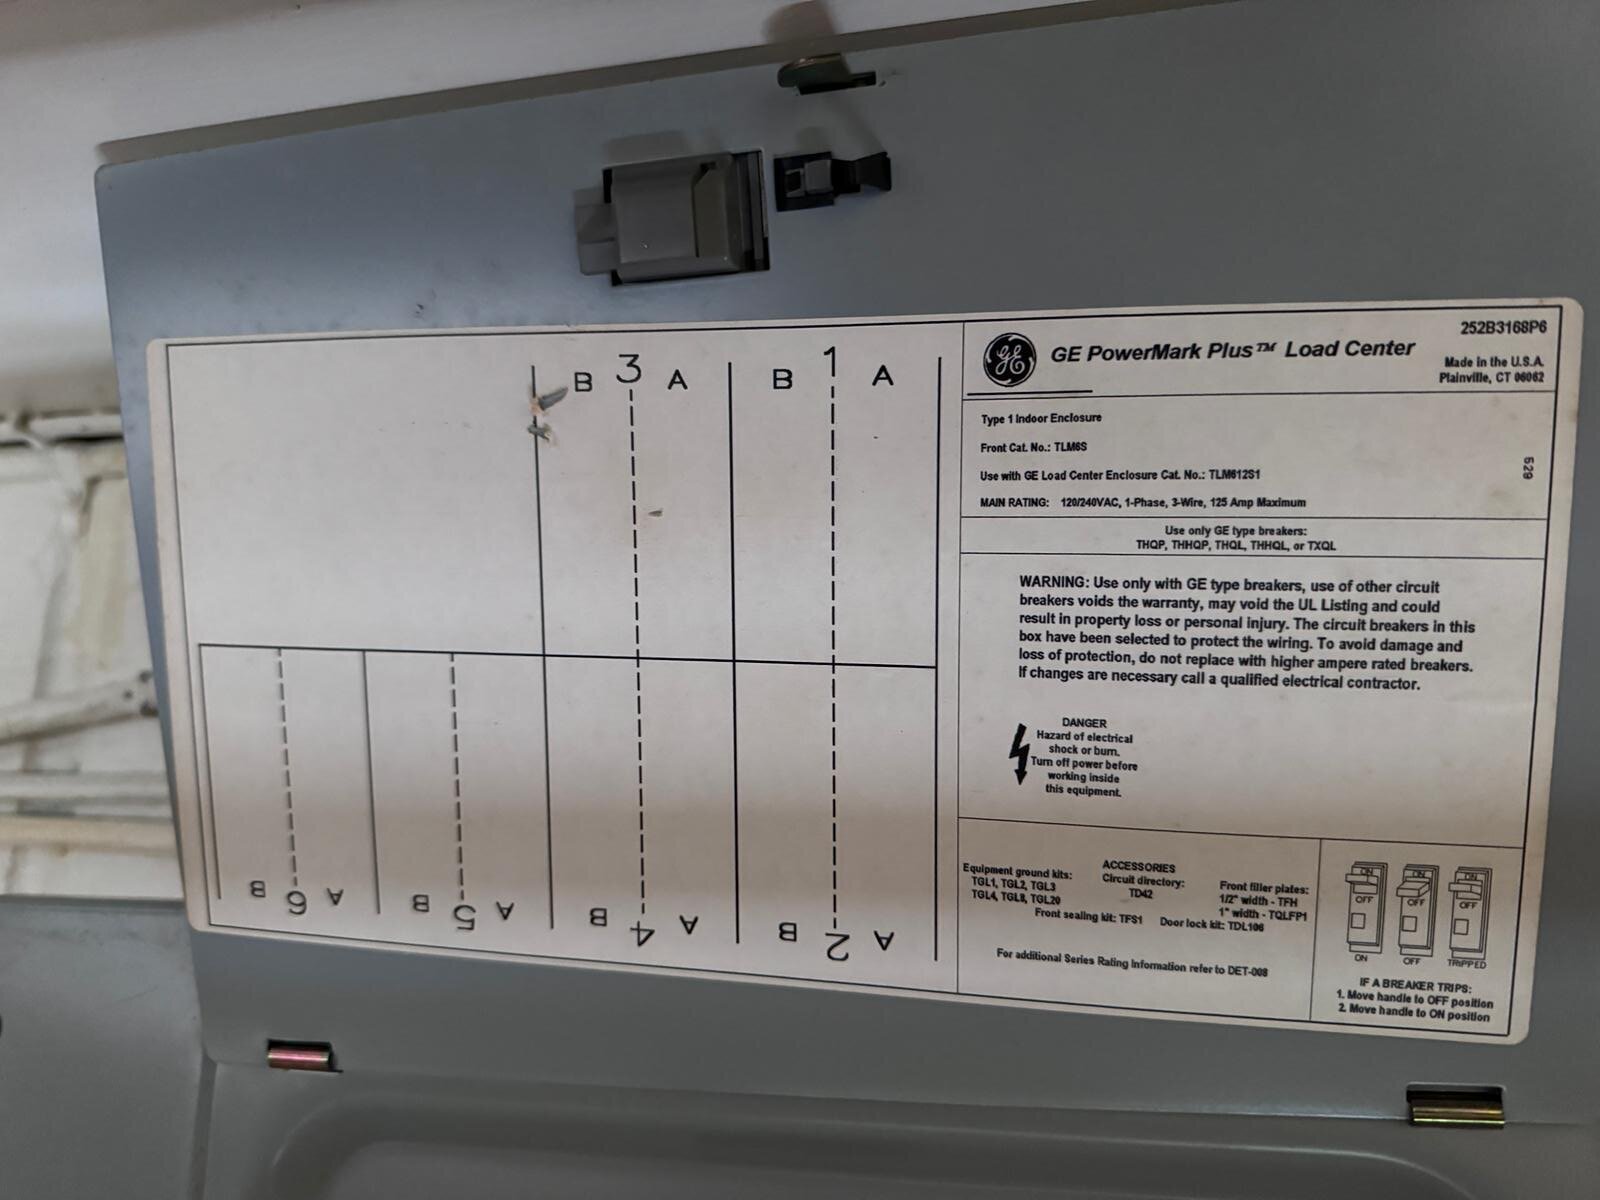 252B3168P6
GE GE PowerMark Plus™ Load Center
Made in the U.S.A.
Plainville, CT 06062
Type 1 Indoor Enclosure
Front Cat. No.: TLM6S
Use with GE Load Center Enclosure Cat. No.: TLM612S1
MAIN RATING: 120/240VAC, 1-Phase, 3-Wire, 125 Amp Maximum
529
Use only GE type breakers:
THQP, THHQP, THQL, THHQL, or TXQL
WARNING: Use only with GE type breakers, use of other circuit
breakers voids the warranty, may void the UL Listing and could
result in property loss or personal injury. The circuit breakers in this
box have been selected to protect the wiring. To avoid damage and
loss of protection, do not replace with higher ampere rated breakers.
If changes are necessary call a qualified electrical contractor.
DANGER
Hazard of electrical
shock or burn.
Turn off power before
working inside
this equipment.
ACCESSORIES
Equipment ground kits:
TGL1, TGL2, TGL3
TGL4, TGL8, TGL20
Circuit directory:
TD42
Front filler plates:
1/2" width - TFH
1" width - TQLFP1
Front sealing kit: TFS1 Door lock kit: TDL106
For additional Series Rating Information refer to DET-008
ON ON ON
OFF OFF OFF
ON OFF TRIPPED
IF A BREAKER TRIPS:
1. Move handle to OFF position
2. Move handle to ON position
B 3 A B 1 A
B 6 A B 5 A B 4 A B 2 A